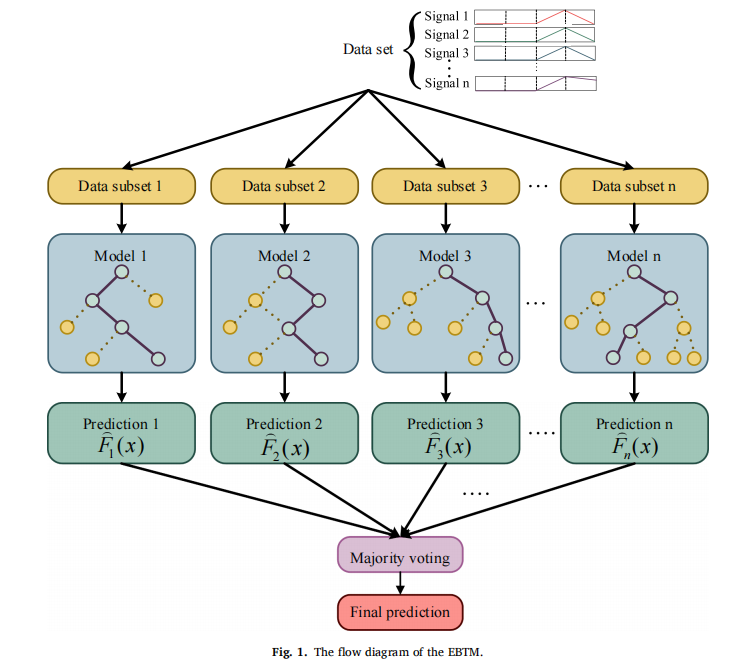 Data set
Signal 1
Signal 2
Signal 3
⋮
Signal n
Data subset 1 Data subset 2 Data subset 3 ... Data subset n
Model 1 Model 2 Model 3 ... Model n
Prediction 1 Prediction 2 Prediction 3 .... Prediction n
F̂₁(x) F̂₂(x) F̂₃(x) F̂ₙ(x)
....
Majority voting
Final prediction
Fig. 1. The flow diagram of the EBTM.